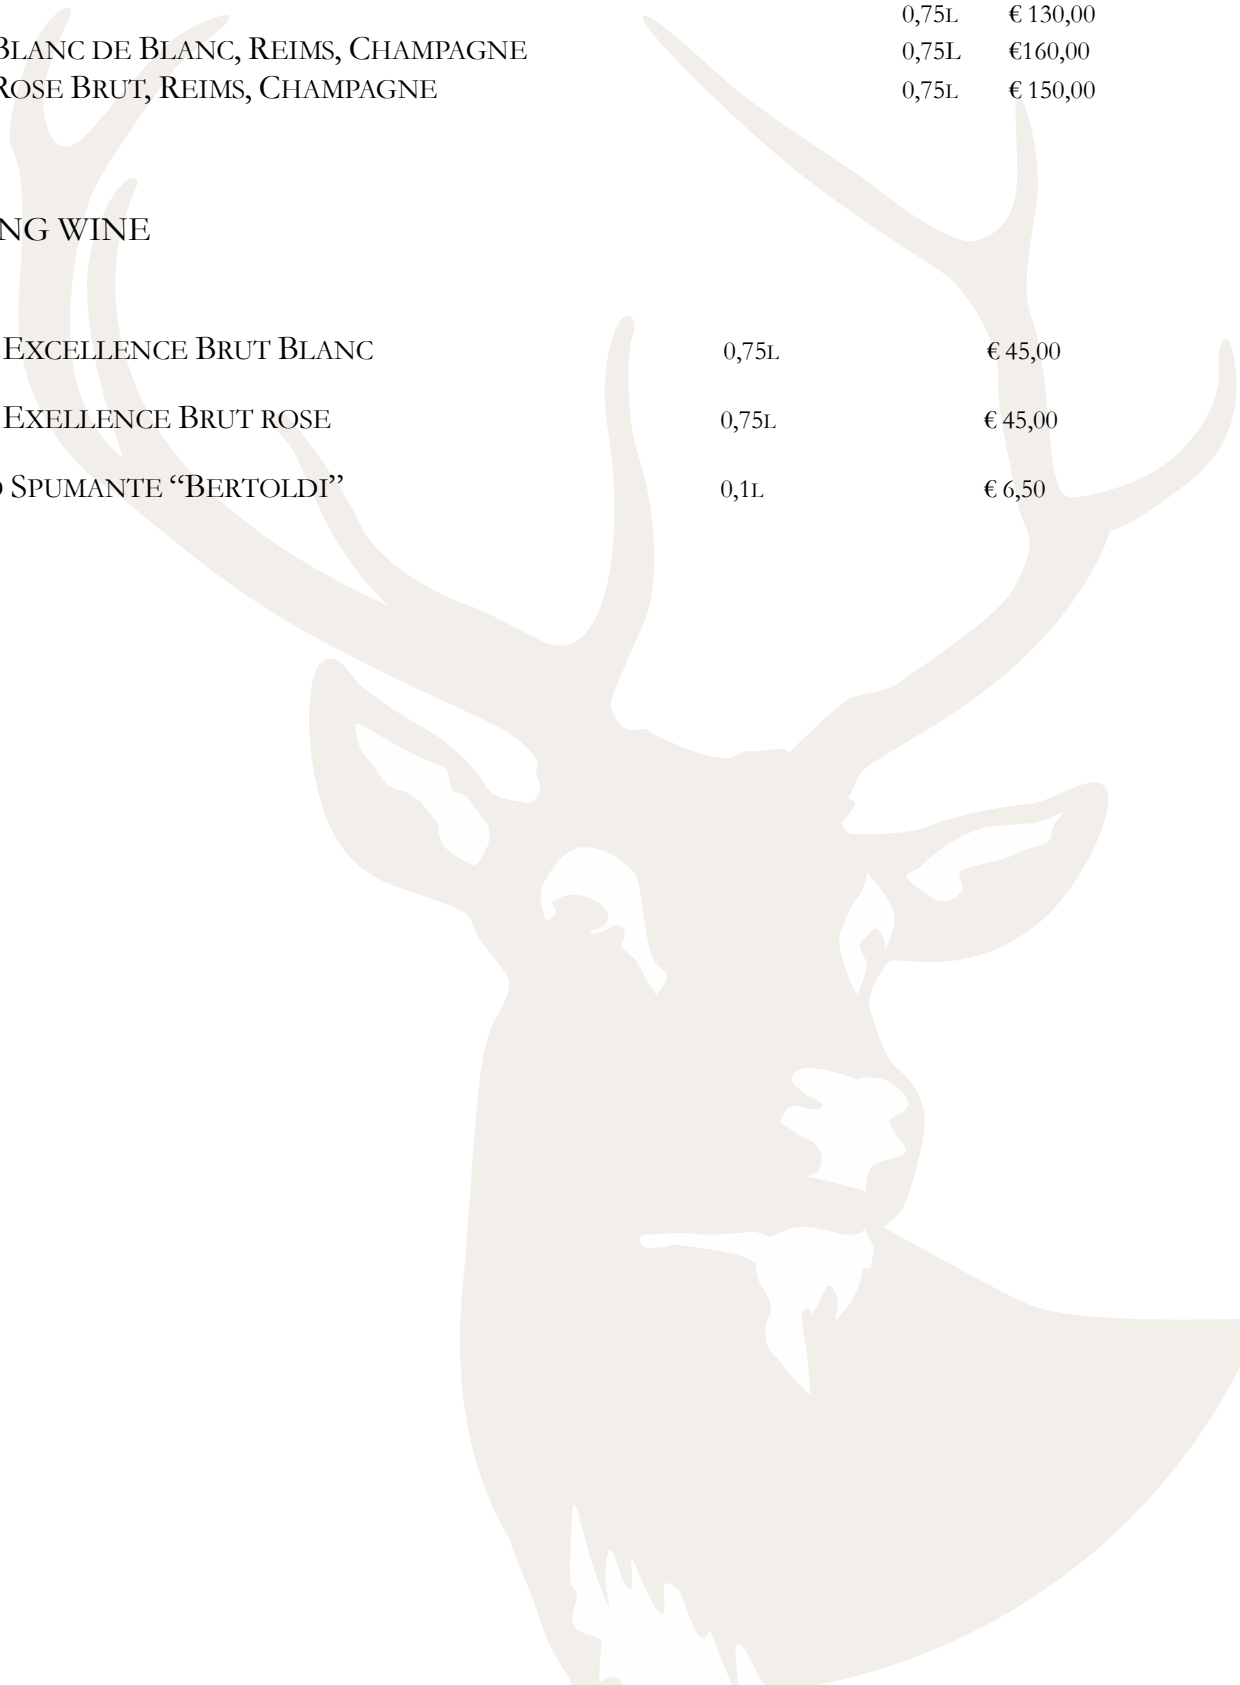 0,75L € 130,00
BLANC DE BLANC, REIMS, CHAMPAGNE 0,75L €160,00
ROSE BRUT, REIMS, CHAMPAGNE 0,75L € 150,00
NG WINE
EXCELLENCE BRUT BLANC 0,75L € 45,00
EXELLENCE BRUT ROSE 0,75L € 45,00
SPUMANTE “BERTOLDI” 0,1L € 6,50